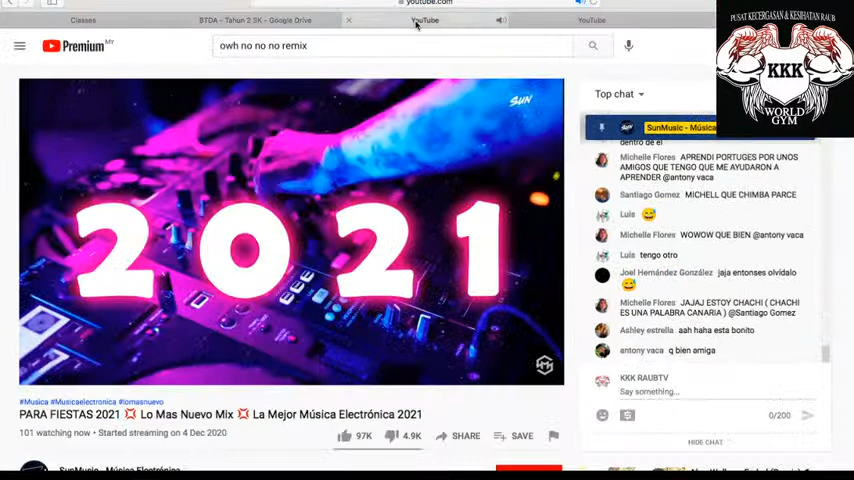 youtube.com
Classes
BTDA - Tahun 2 SK - Google Drive
YouTube
YouTube
Premium MY
owh no no no remix
PUSAT KECERGASAN & KESIHATAN RAUB
KKK
WORLD
GYM
SUN
2021
Top chat
SunMusic - Música
dentro de el
Michelle Flores APRENDI PORTUGES POR UNOS
AMIGOS QUE TENGO QUE ME AYUDARON A
APRENDER @antony vaca
Santiago Gomez MICHELL QUE CHIMBA PARCE
Luis 😅
Michelle Flores WOWOW QUE BIEN @antony vaca
Luis tengo otro
Joel Hernández González jaja entonses olvídalo
😅
Michelle Flores JAJAJ ESTOY CHACHI ( CHACHI
ES UNA PALABRA CANARIA ) @Santiago Gomez
Ashley estrella aah haha esta bonito
antony vaca q bien amiga
KKK RAUBTV
Say something...
0/200
HIDE CHAT
#Musica #Musicaelectronica #lomasnuevo
PARA FIESTAS 2021 💢 Lo Mas Nuevo Mix 💢 La Mejor Música Electrónica 2021
101 watching now • Started streaming on 4 Dec 2020
97K
4.9K
SHARE
SAVE
SunMusic - Música Electrónica